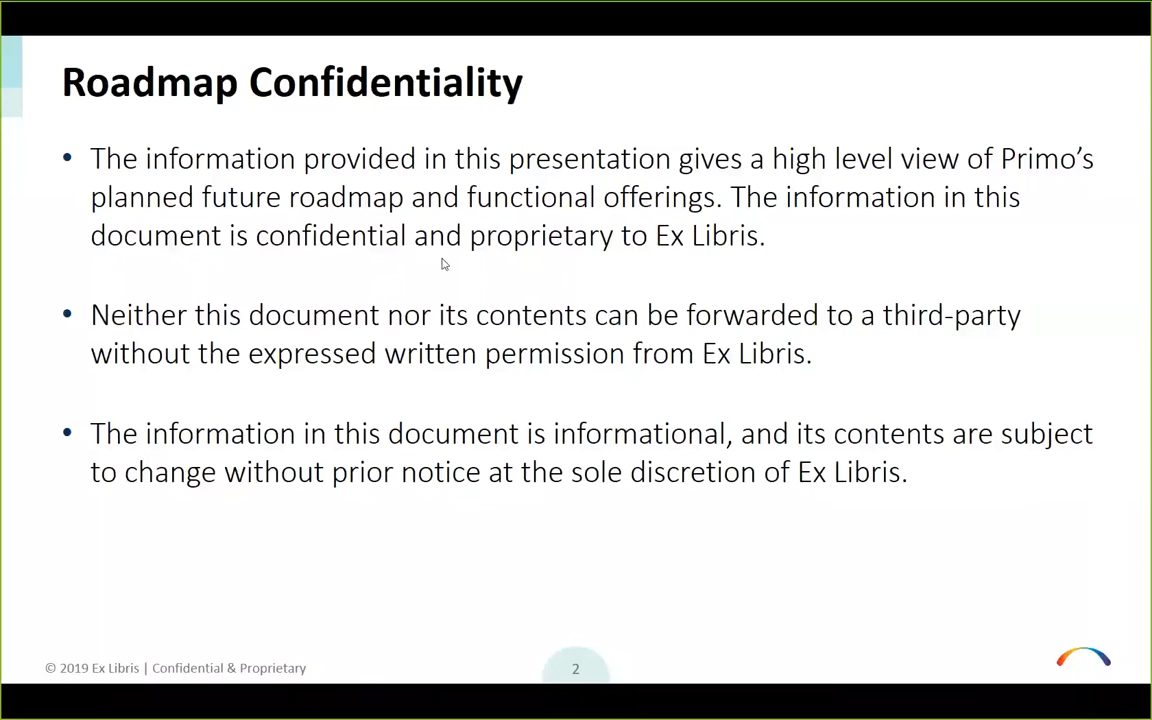 Roadmap Confidentiality
• The information provided in this presentation gives a high level view of Primo’s
planned future roadmap and functional offerings. The information in this
document is confidential and proprietary to Ex Libris.
• Neither this document nor its contents can be forwarded to a third-party
without the expressed written permission from Ex Libris.
• The information in this document is informational, and its contents are subject
to change without prior notice at the sole discretion of Ex Libris.
© 2019 Ex Libris | Confidential & Proprietary
2